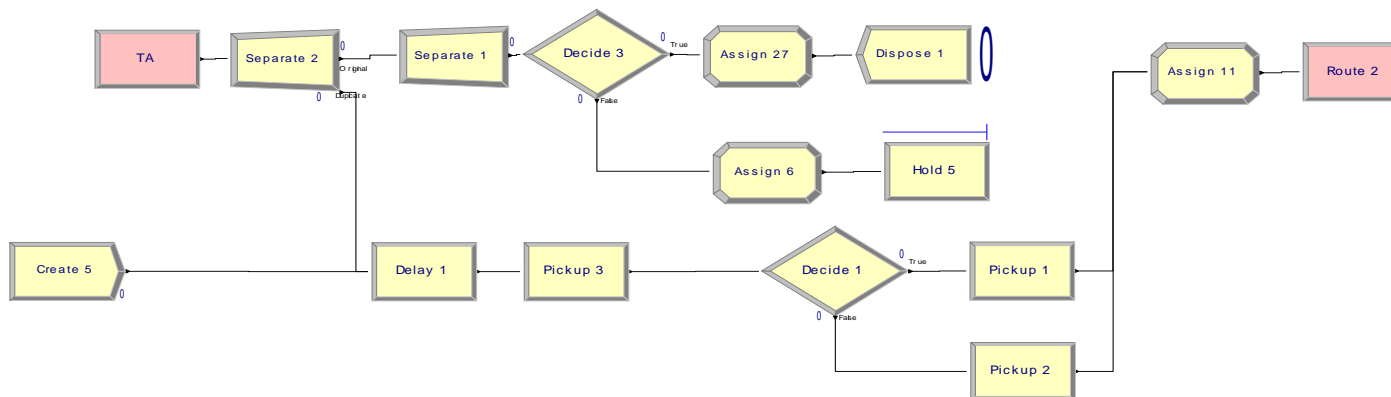 TA
Separate 2
0
Original
0
Duplicate
Separate 1
0
Decide 3
0
True
0
False
Assign 27
Dispose 1
0
Assign 6
Hold 5
Assign 11
Route 2
Create 5
0
Delay 1
Pickup 3
Decide 1
0
True
0
False
Pickup 1
Pickup 2